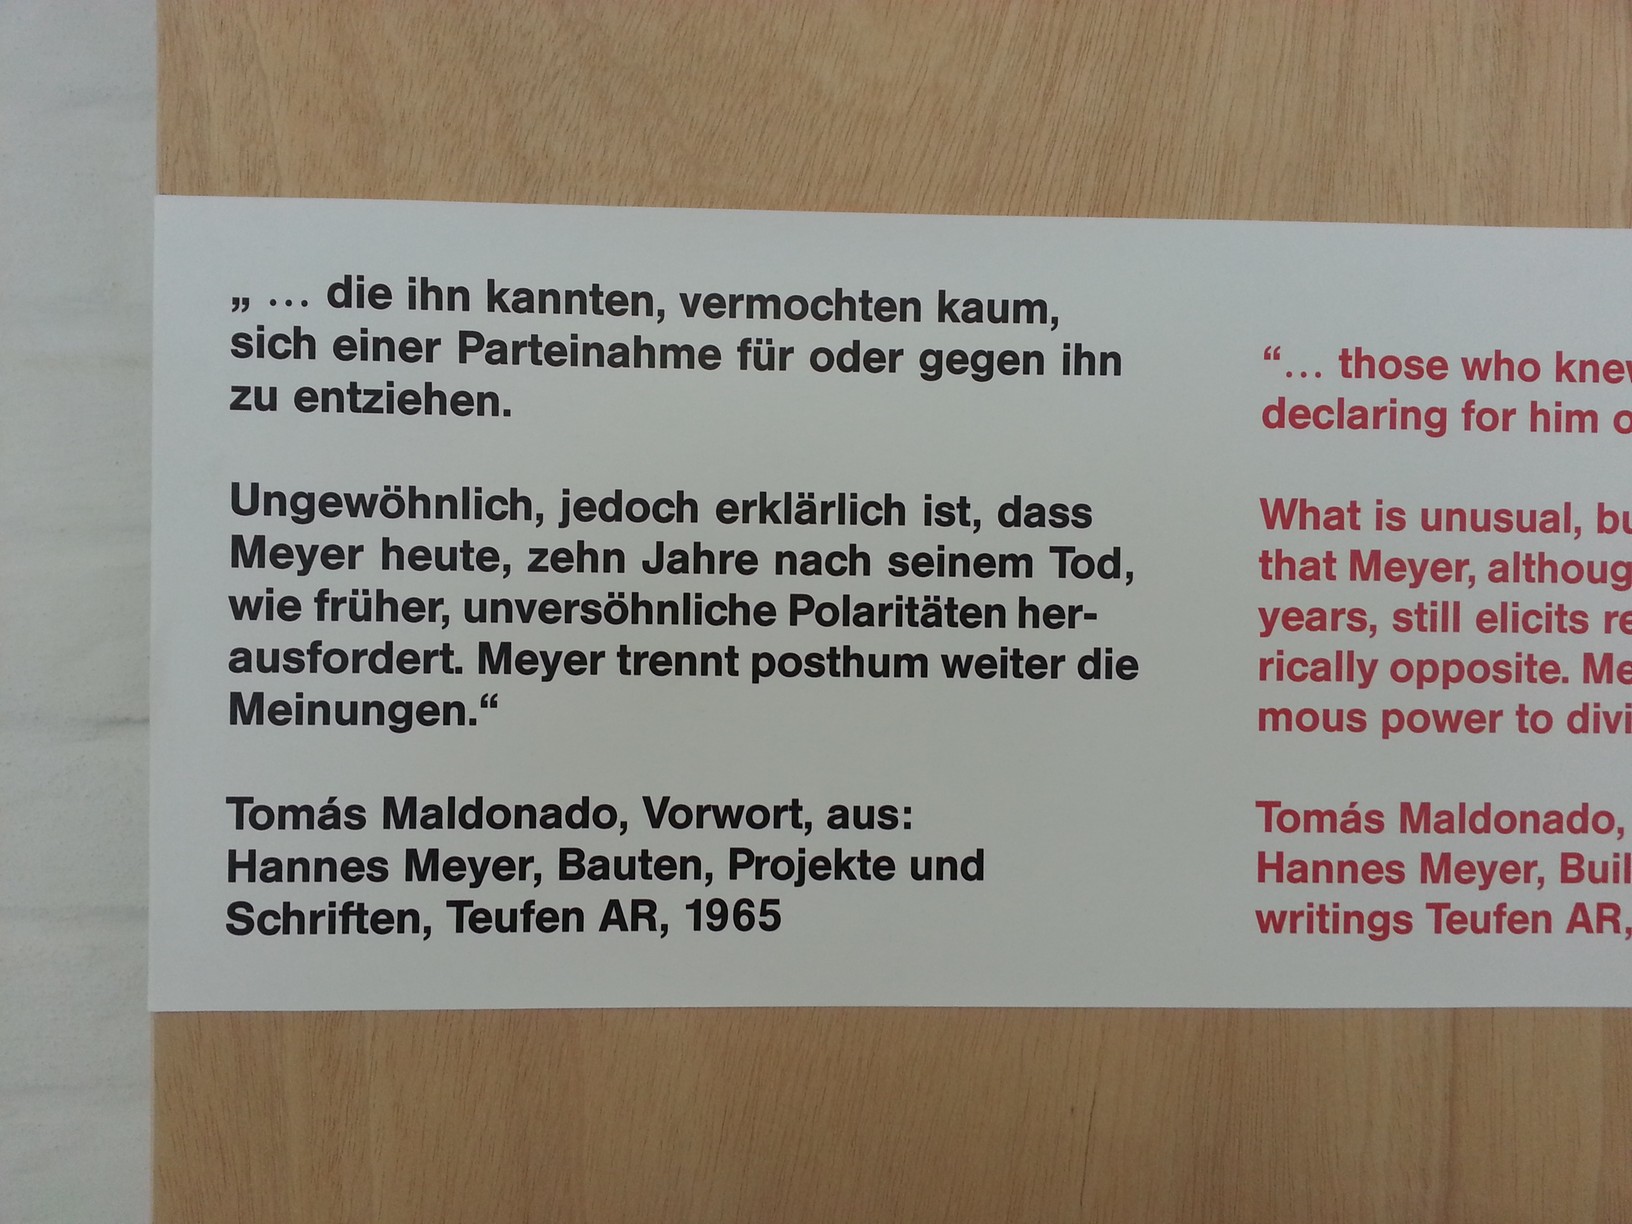 „ … die ihn kannten, vermochten kaum,
sich einer Parteinahme für oder gegen ihn
zu entziehen.
Ungewöhnlich, jedoch erklärlich ist, dass
Meyer heute, zehn Jahre nach seinem Tod,
wie früher, unversöhnliche Polaritäten her-
ausfordert. Meyer trennt posthum weiter die
Meinungen.“
Tomás Maldonado, Vorwort, aus:
Hannes Meyer, Bauten, Projekte und
Schriften, Teufen AR, 1965
“… those who
declaring for him
What is unusual,
that Meyer,
years, still elicits
rically opposite.
mous power to
Tomás Maldonado,
Hannes Meyer,
writings Teufen AR,